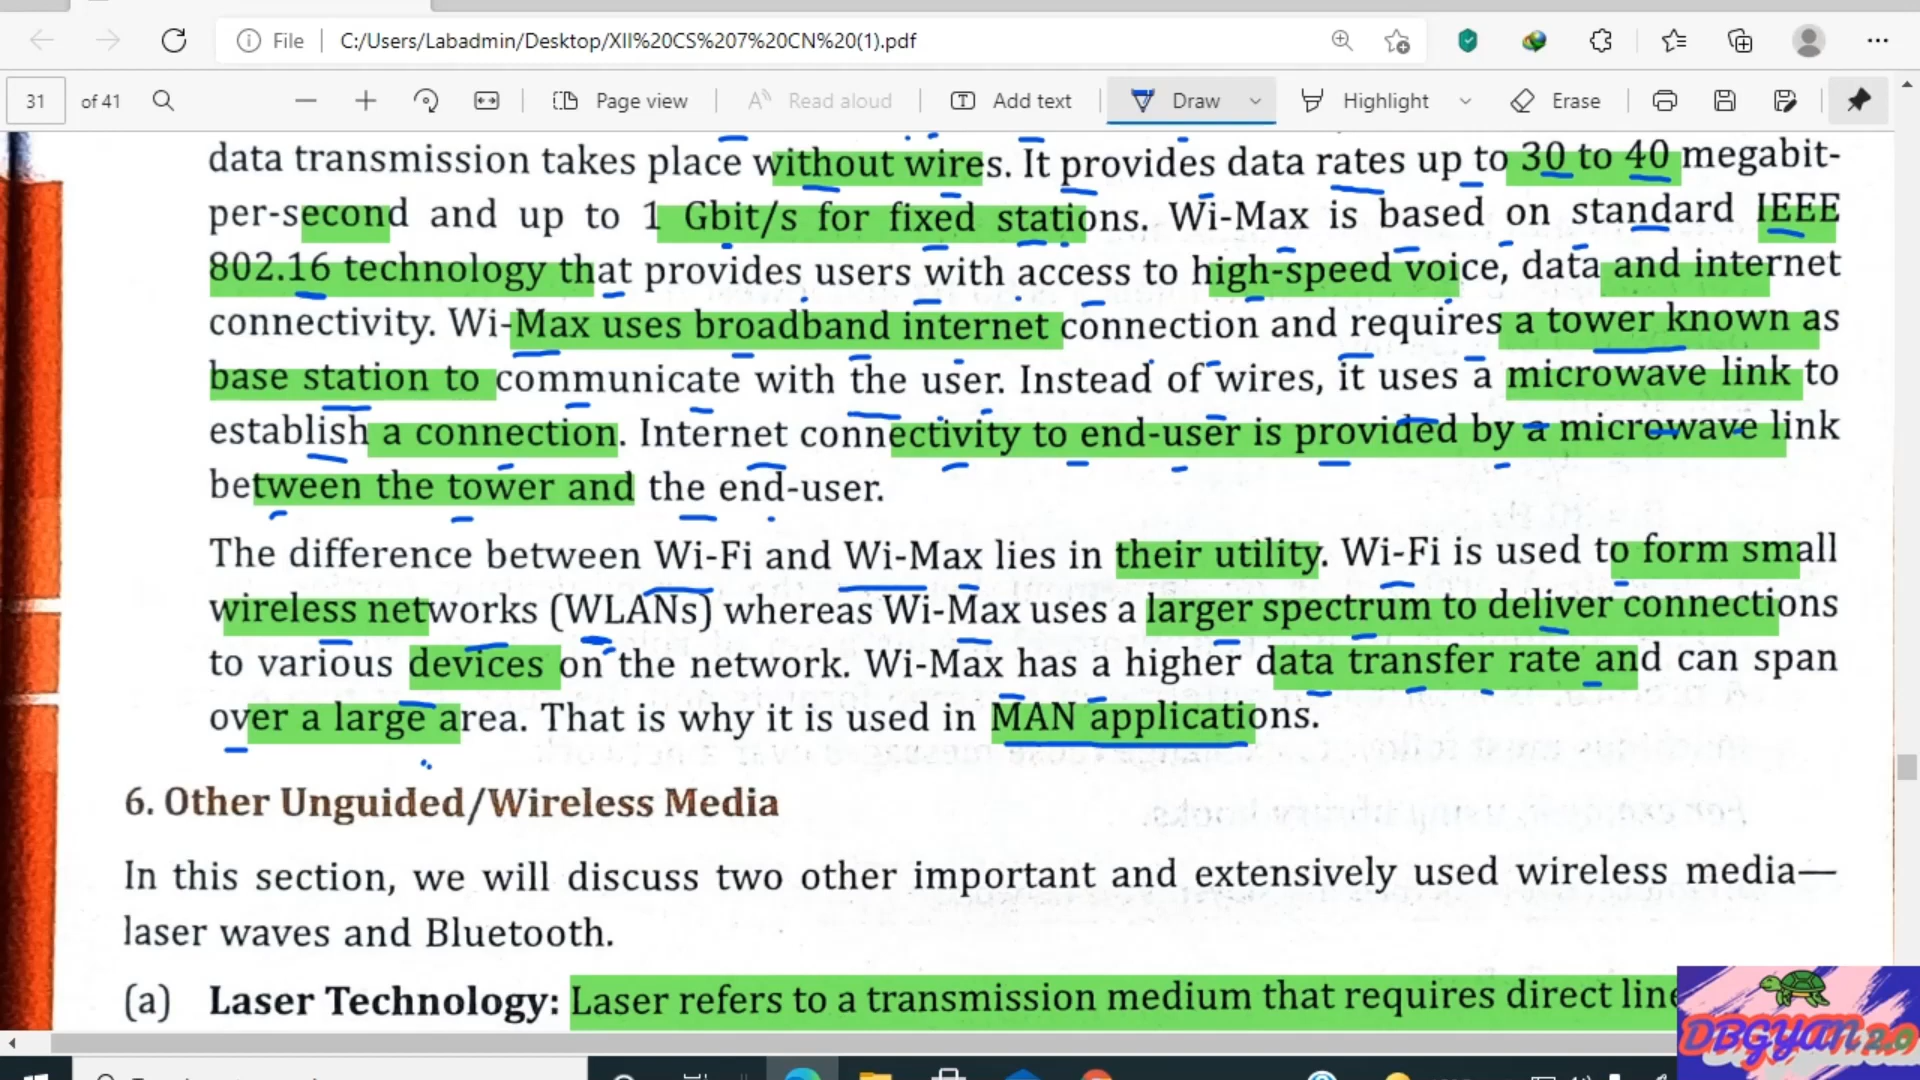 File C:/Users/Labadmin/Desktop/XII%20CS%207%20CN%20(1).pdf
31 of 41 Page view Read aloud Add text Draw Highlight Erase
data transmission takes place without wires. It provides data rates up to 30 to 40 megabit-
per-second and up to 1 Gbit/s for fixed stations. Wi-Max is based on standard IEEE
802.16 technology that provides users with access to high-speed voice, data and internet
connectivity. Wi-Max uses broadband internet connection and requires a tower known as
base station to communicate with the user. Instead of wires, it uses a microwave link to
establish a connection. Internet connectivity to end-user is provided by a microwave link
between the tower and the end-user.
The difference between Wi-Fi and Wi-Max lies in their utility. Wi-Fi is used to form small
wireless networks (WLANs) whereas Wi-Max uses a larger spectrum to deliver connections
to various devices on the network. Wi-Max has a higher data transfer rate and can span
over a large area. That is why it is used in MAN applications.
6. Other Unguided/Wireless Media
In this section, we will discuss two other important and extensively used wireless media—
laser waves and Bluetooth.
(a) Laser Technology: Laser refers to a transmission medium that requires direct line
DBGYAN 2.0